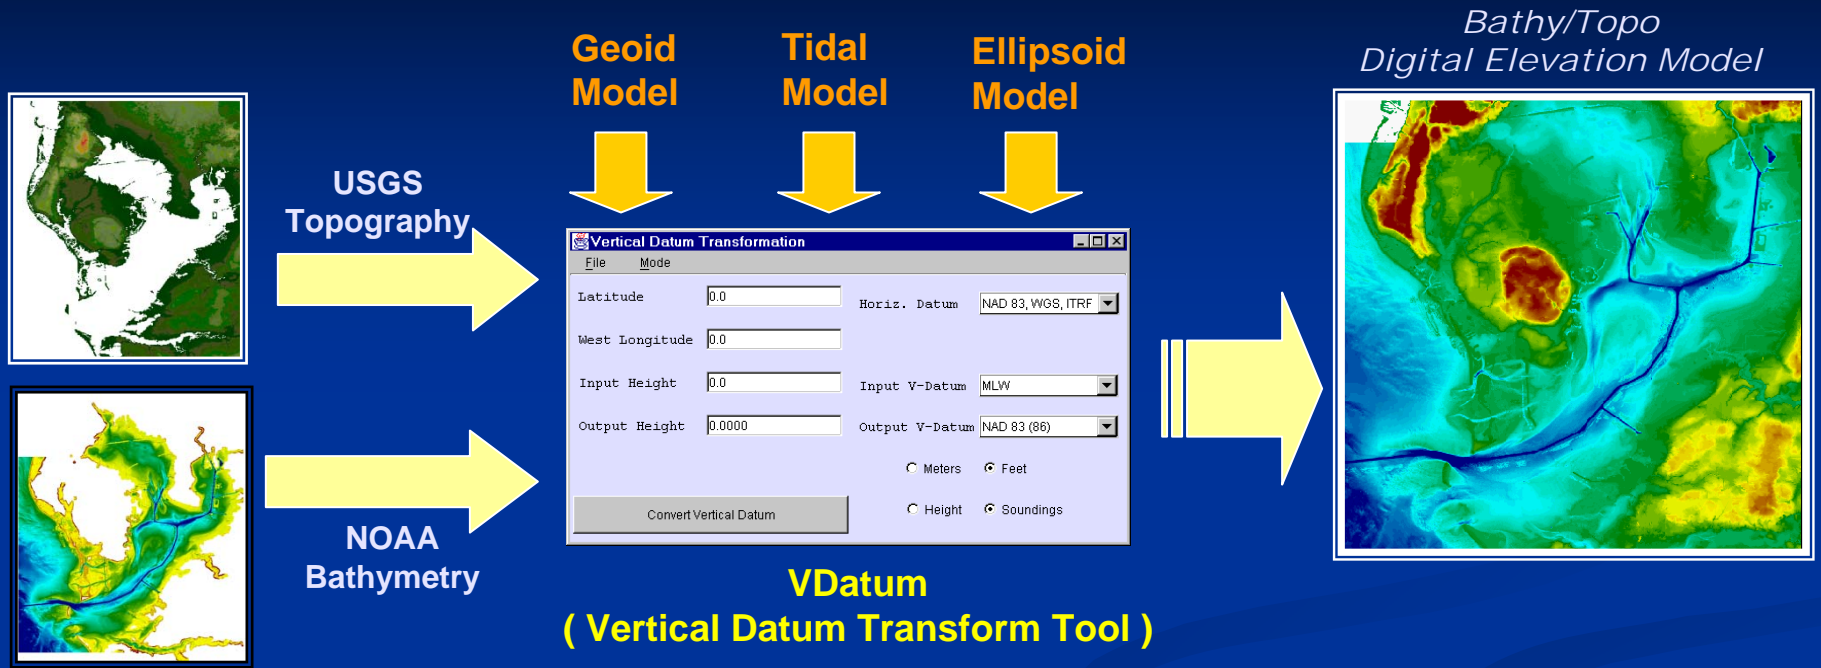 Geoid
Model
Tidal
Model
Ellipsoid
Model
Bathy/Topo
Digital Elevation Model
USGS
Topography
NOAA
Bathymetry
Vertical Datum Transformation
File Mode
Latitude 0.0 Horiz. Datum NAD 83, WGS, ITRF
West Longitude 0.0
Input Height 0.0 Input V-Datum MLW
Output Height 0.0000 Output V-Datum NAD 83 (86)
Meters Feet
Convert Vertical Datum Height Soundings
VDatum
( Vertical Datum Transform Tool )